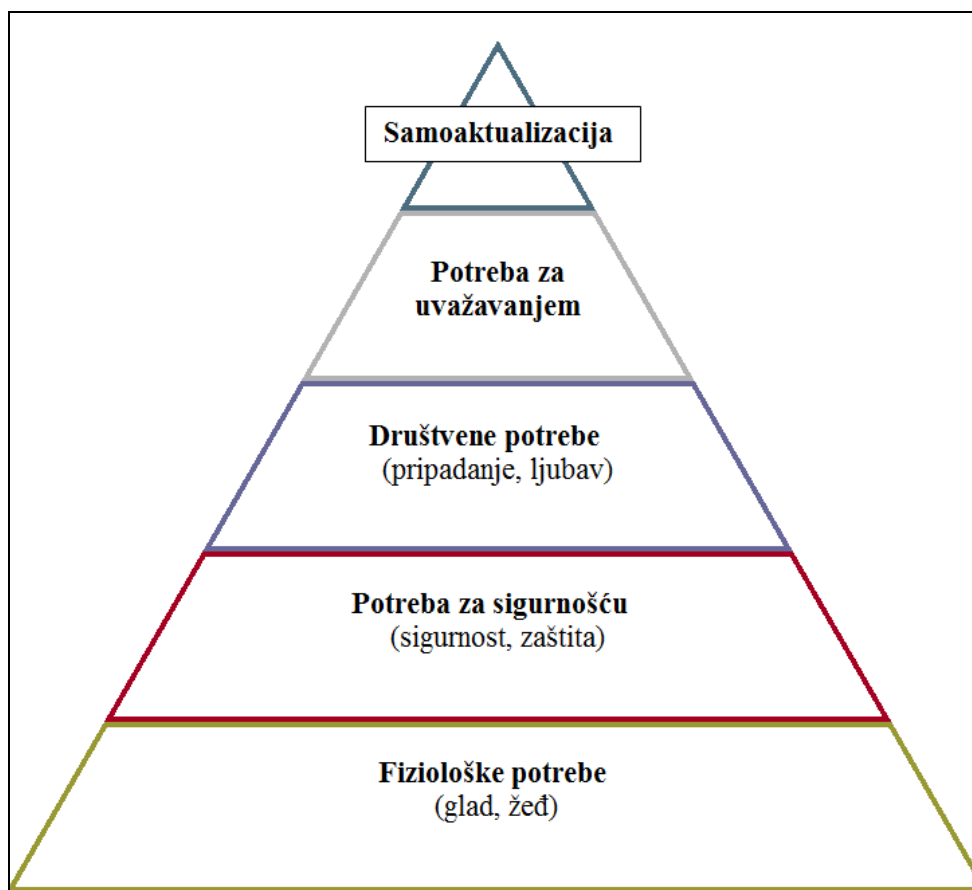 Samoaktualizacija
Potreba za
uvažavanjem
Društvene potrebe
(pripadanje, ljubav)
Potreba za sigurnošću
(sigurnost, zaštita)
Fiziološke potrebe
(glad, žeđ)